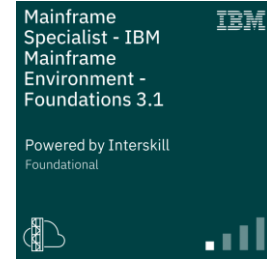 Mainframe
Specialist - IBM
Mainframe
Environment -
Foundations 3.1
IBM
Powered by Interskill
Foundational